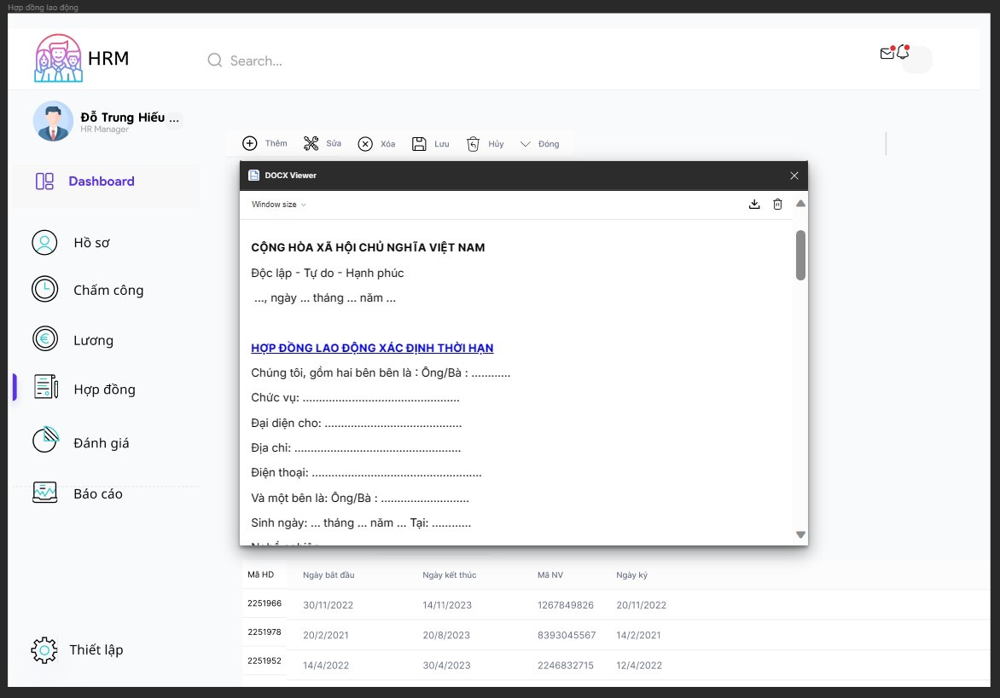 Hợp đồng lao động
HRM
Search...
Đỗ Trung Hiếu ...
HR Manager
Thêm
Sửa
Xóa
Lưu
Hủy
Đóng
Dashboard
Hồ sơ
Chấm công
Lương
Hợp đồng
Đánh giá
Báo cáo
Thiết lập
DOCX Viewer
Window size
CỘNG HÒA XÃ HỘI CHỦ NGHĨA VIỆT NAM
Độc lập - Tự do - Hạnh phúc
..., ngày ... tháng ... năm ...
HỢP ĐỒNG LAO ĐỘNG XÁC ĐỊNH THỜI HẠN
Chúng tôi, gồm hai bên bên là : Ông/Bà : ............
Chức vụ: ................................................
Đại diện cho: ..........................................
Địa chỉ: ...................................................
Điện thoại: ....................................................
Và một bên là: Ông/Bà : ...........................
Sinh ngày: ... tháng ... năm ... Tại: ............
Mã HD Ngày bắt đầu Ngày kết thúc Mã NV Ngày ký
2251966 30/11/2022 14/11/2023 1267849826 20/11/2022
2251978 20/2/2021 20/8/2023 8393045567 14/2/2021
2251952 14/4/2022 30/4/2023 2246832715 12/4/2022